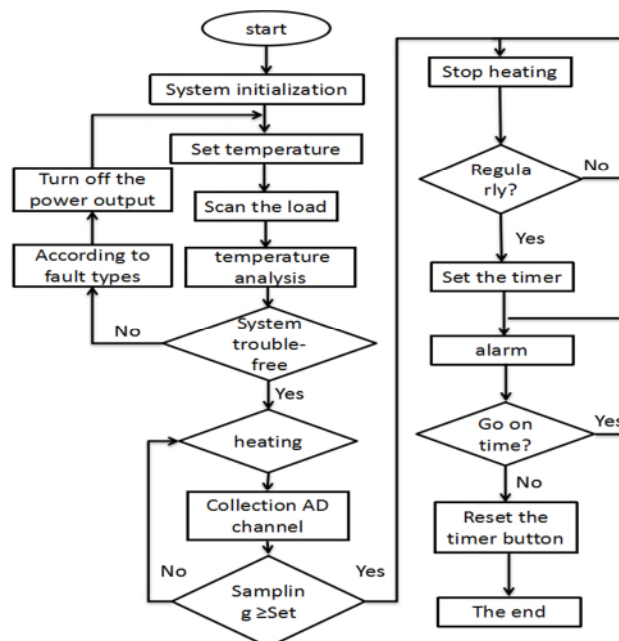 start
System initialization
Set temperature
Turn off the
power output
Scan the load
According to
fault types
temperature
analysis
No
System
trouble-
free
Yes
heating
Collection AD
channel
No
Yes
Samplin
g ≥Set
Stop heating
Regula
rly?
No
Yes
Set the timer
alarm
Go on
time?
Yes
No
Reset the
timer button
The end